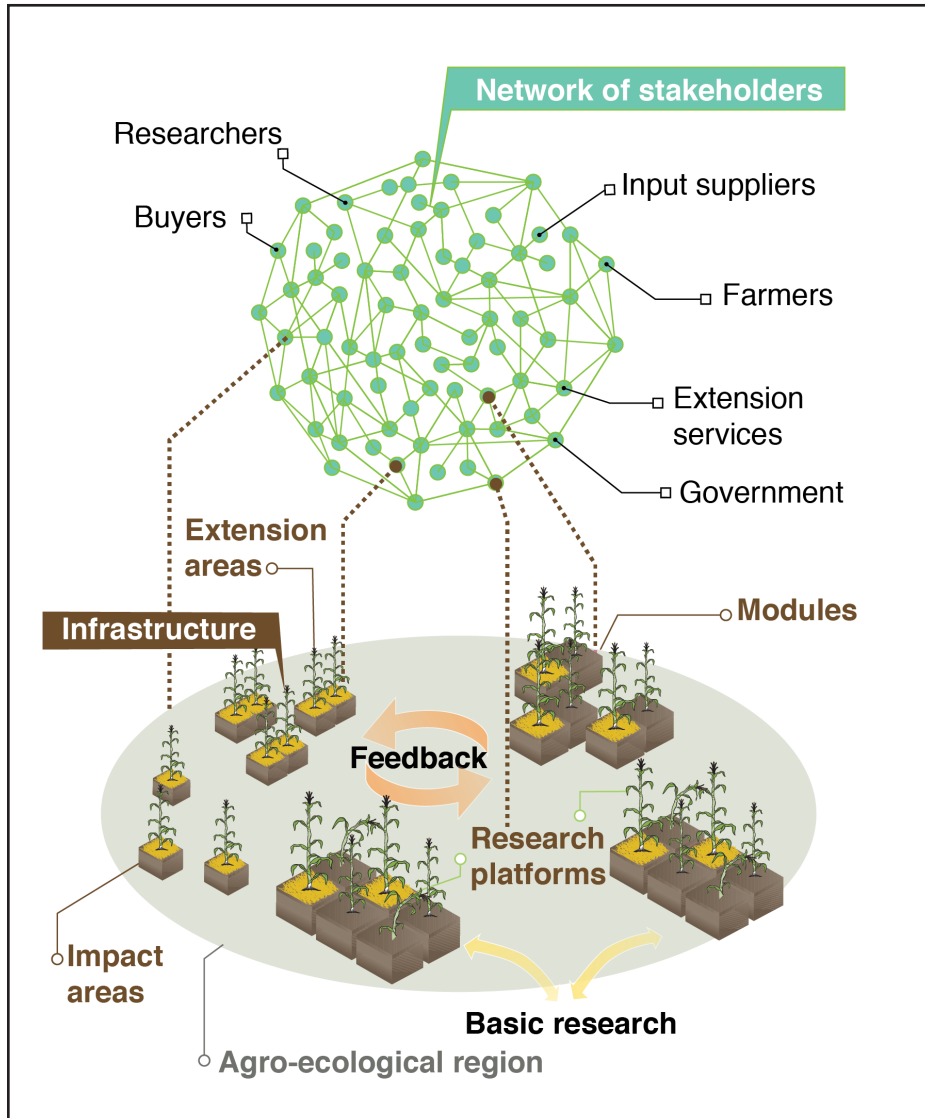 Network of stakeholders
Researchers
Input suppliers
Buyers
Farmers
Extension
services
Government
Extension
areas
Modules
Infrastructure
Feedback
Research
platforms
Impact
areas
Basic research
Agro-ecological region